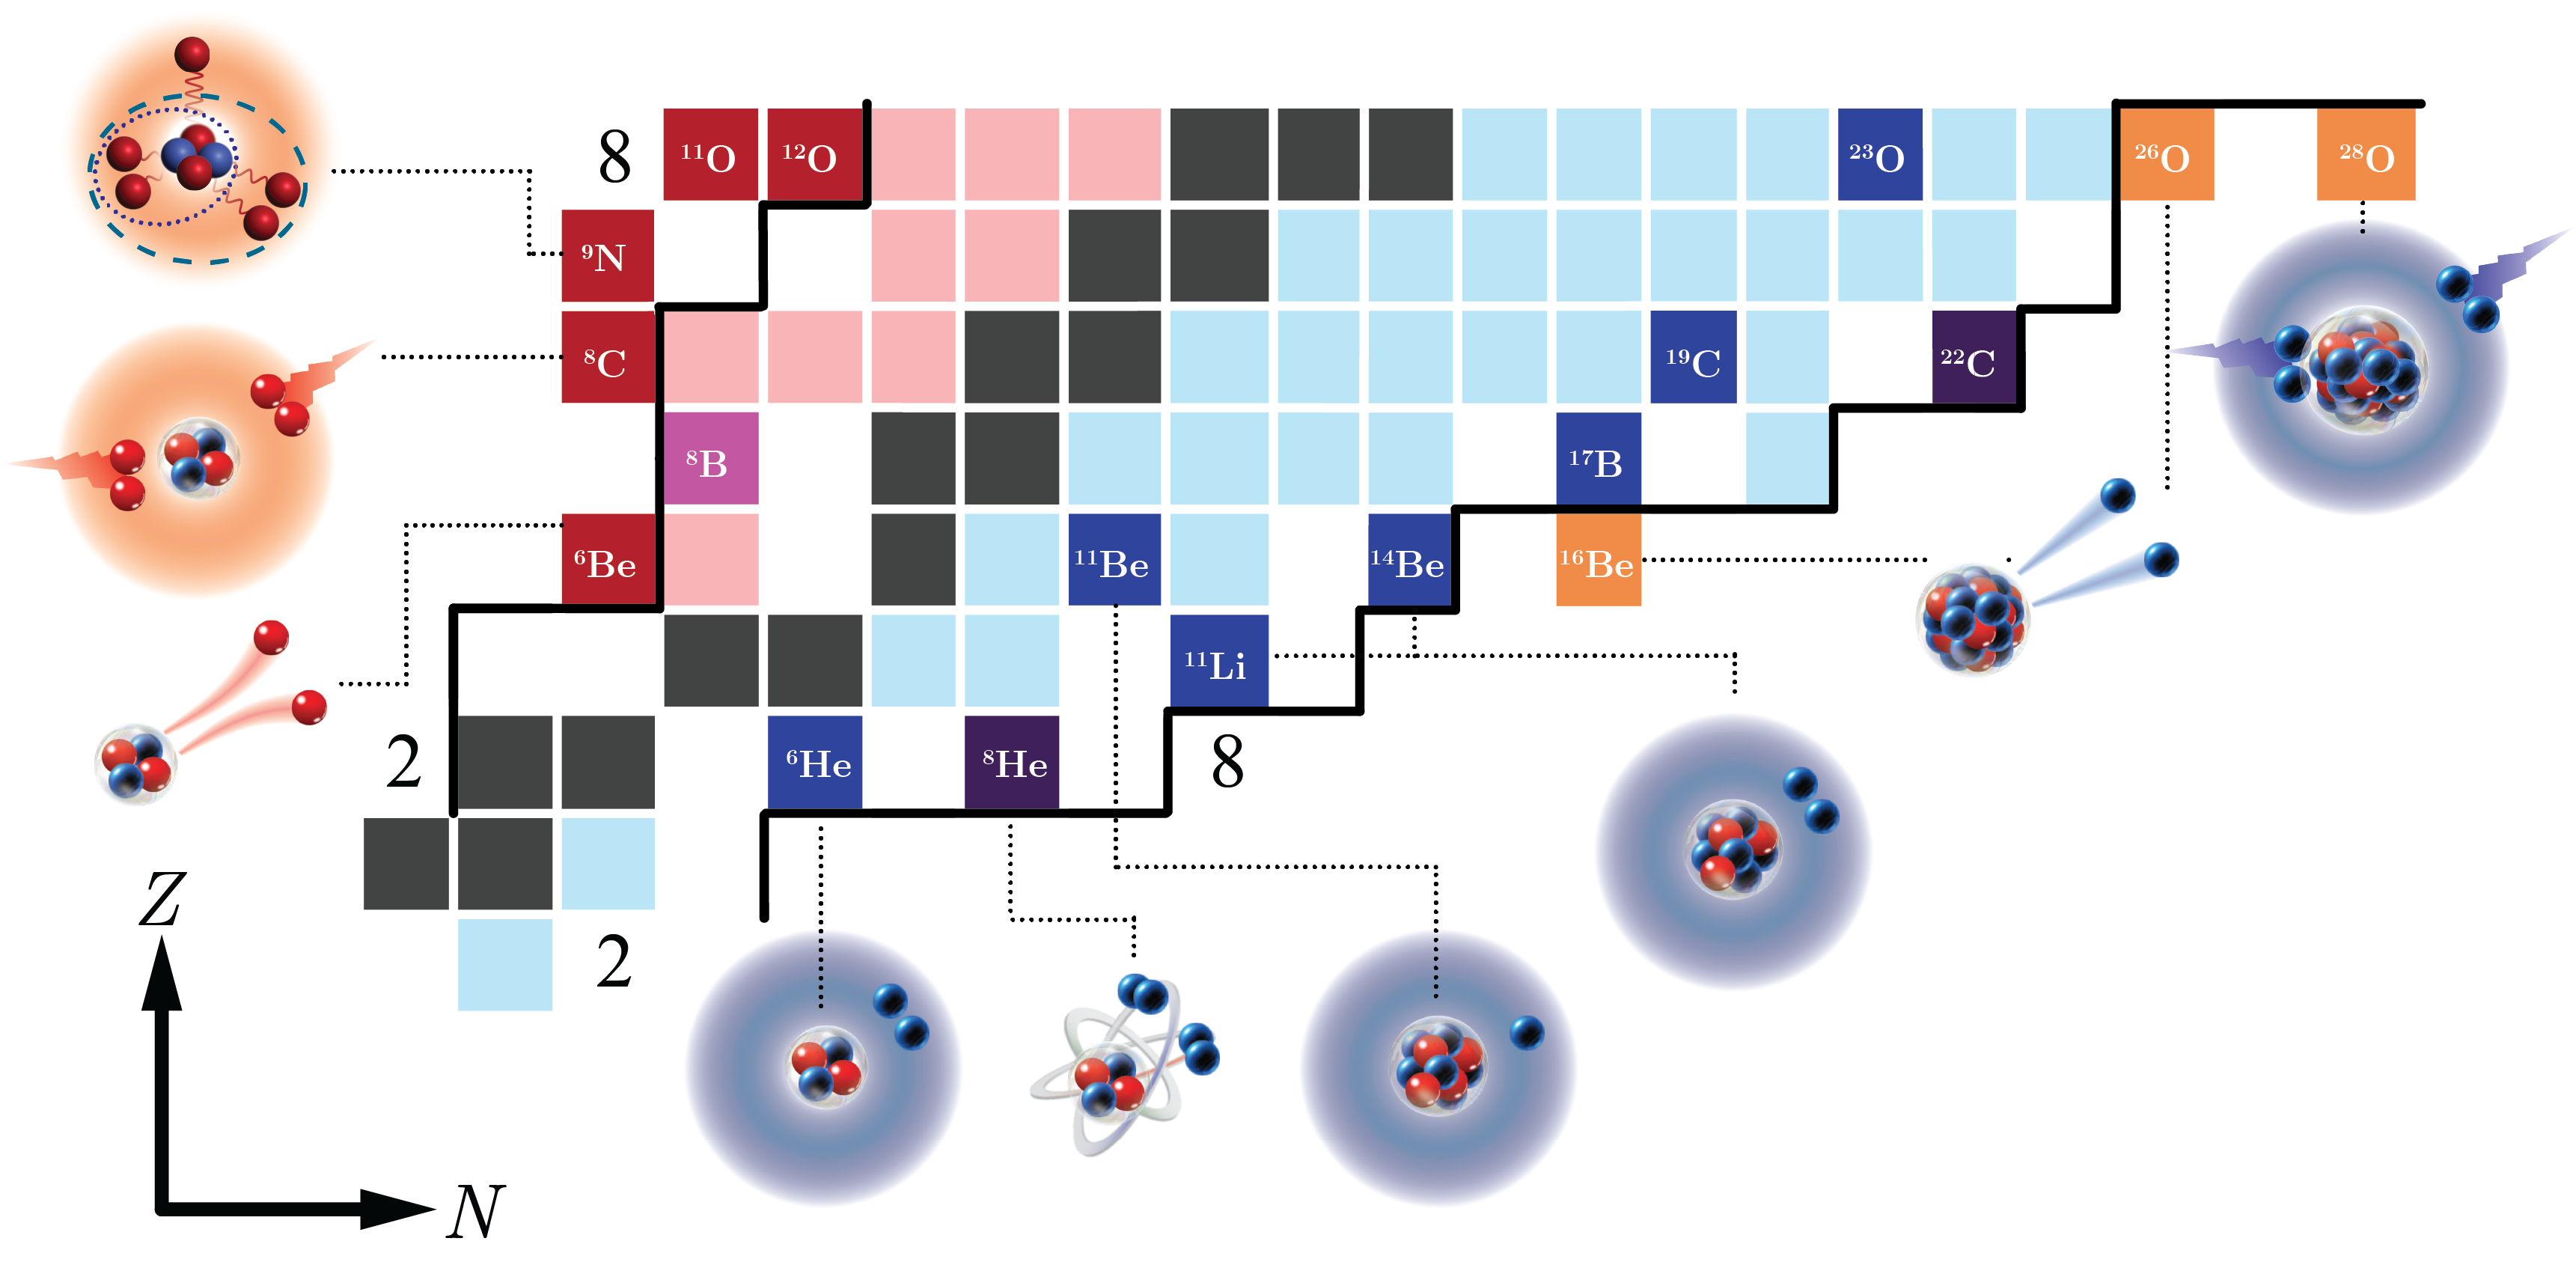 8 ¹¹O ¹²O ²³O ²⁶O ²⁸O
⁹N
⁸C ¹⁹C ²²C
⁸B ¹⁷B
⁶Be ¹¹Be ¹⁴Be ¹⁶Be
¹¹Li
2 ⁶He ⁸He 8
Z
2
N